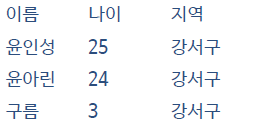 이름 나이 지역
윤인성 25 강서구
윤아린 24 강서구
구름 3 강서구